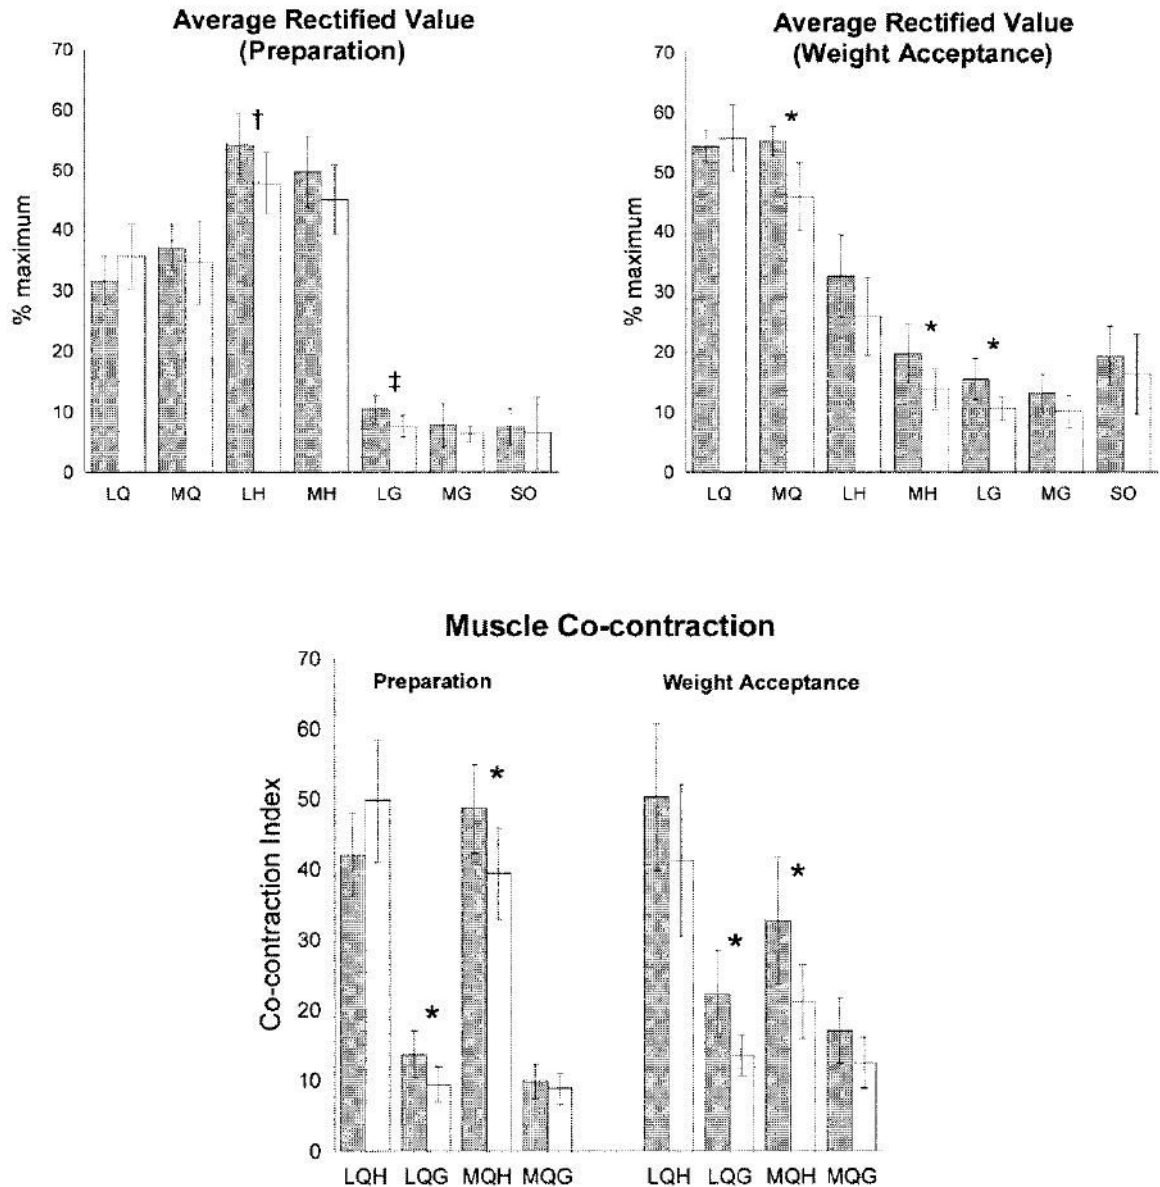 Average Rectified Value
(Preparation)
70
60
50
40
30
20
10
0
% maximum
†
‡
LQ MQ LH MH LG MG SO
Average Rectified Value
(Weight Acceptance)
70
60
50
40
30
20
10
0
% maximum
*
*
*
LQ MQ LH MH LG MG SO
Muscle Co-contraction
Preparation
Weight Acceptance
70
60
50
40
30
20
10
0
Co-contraction Index
*
*
*
*
LQH LQG MQH MQG
LQH LQG MQH MQG